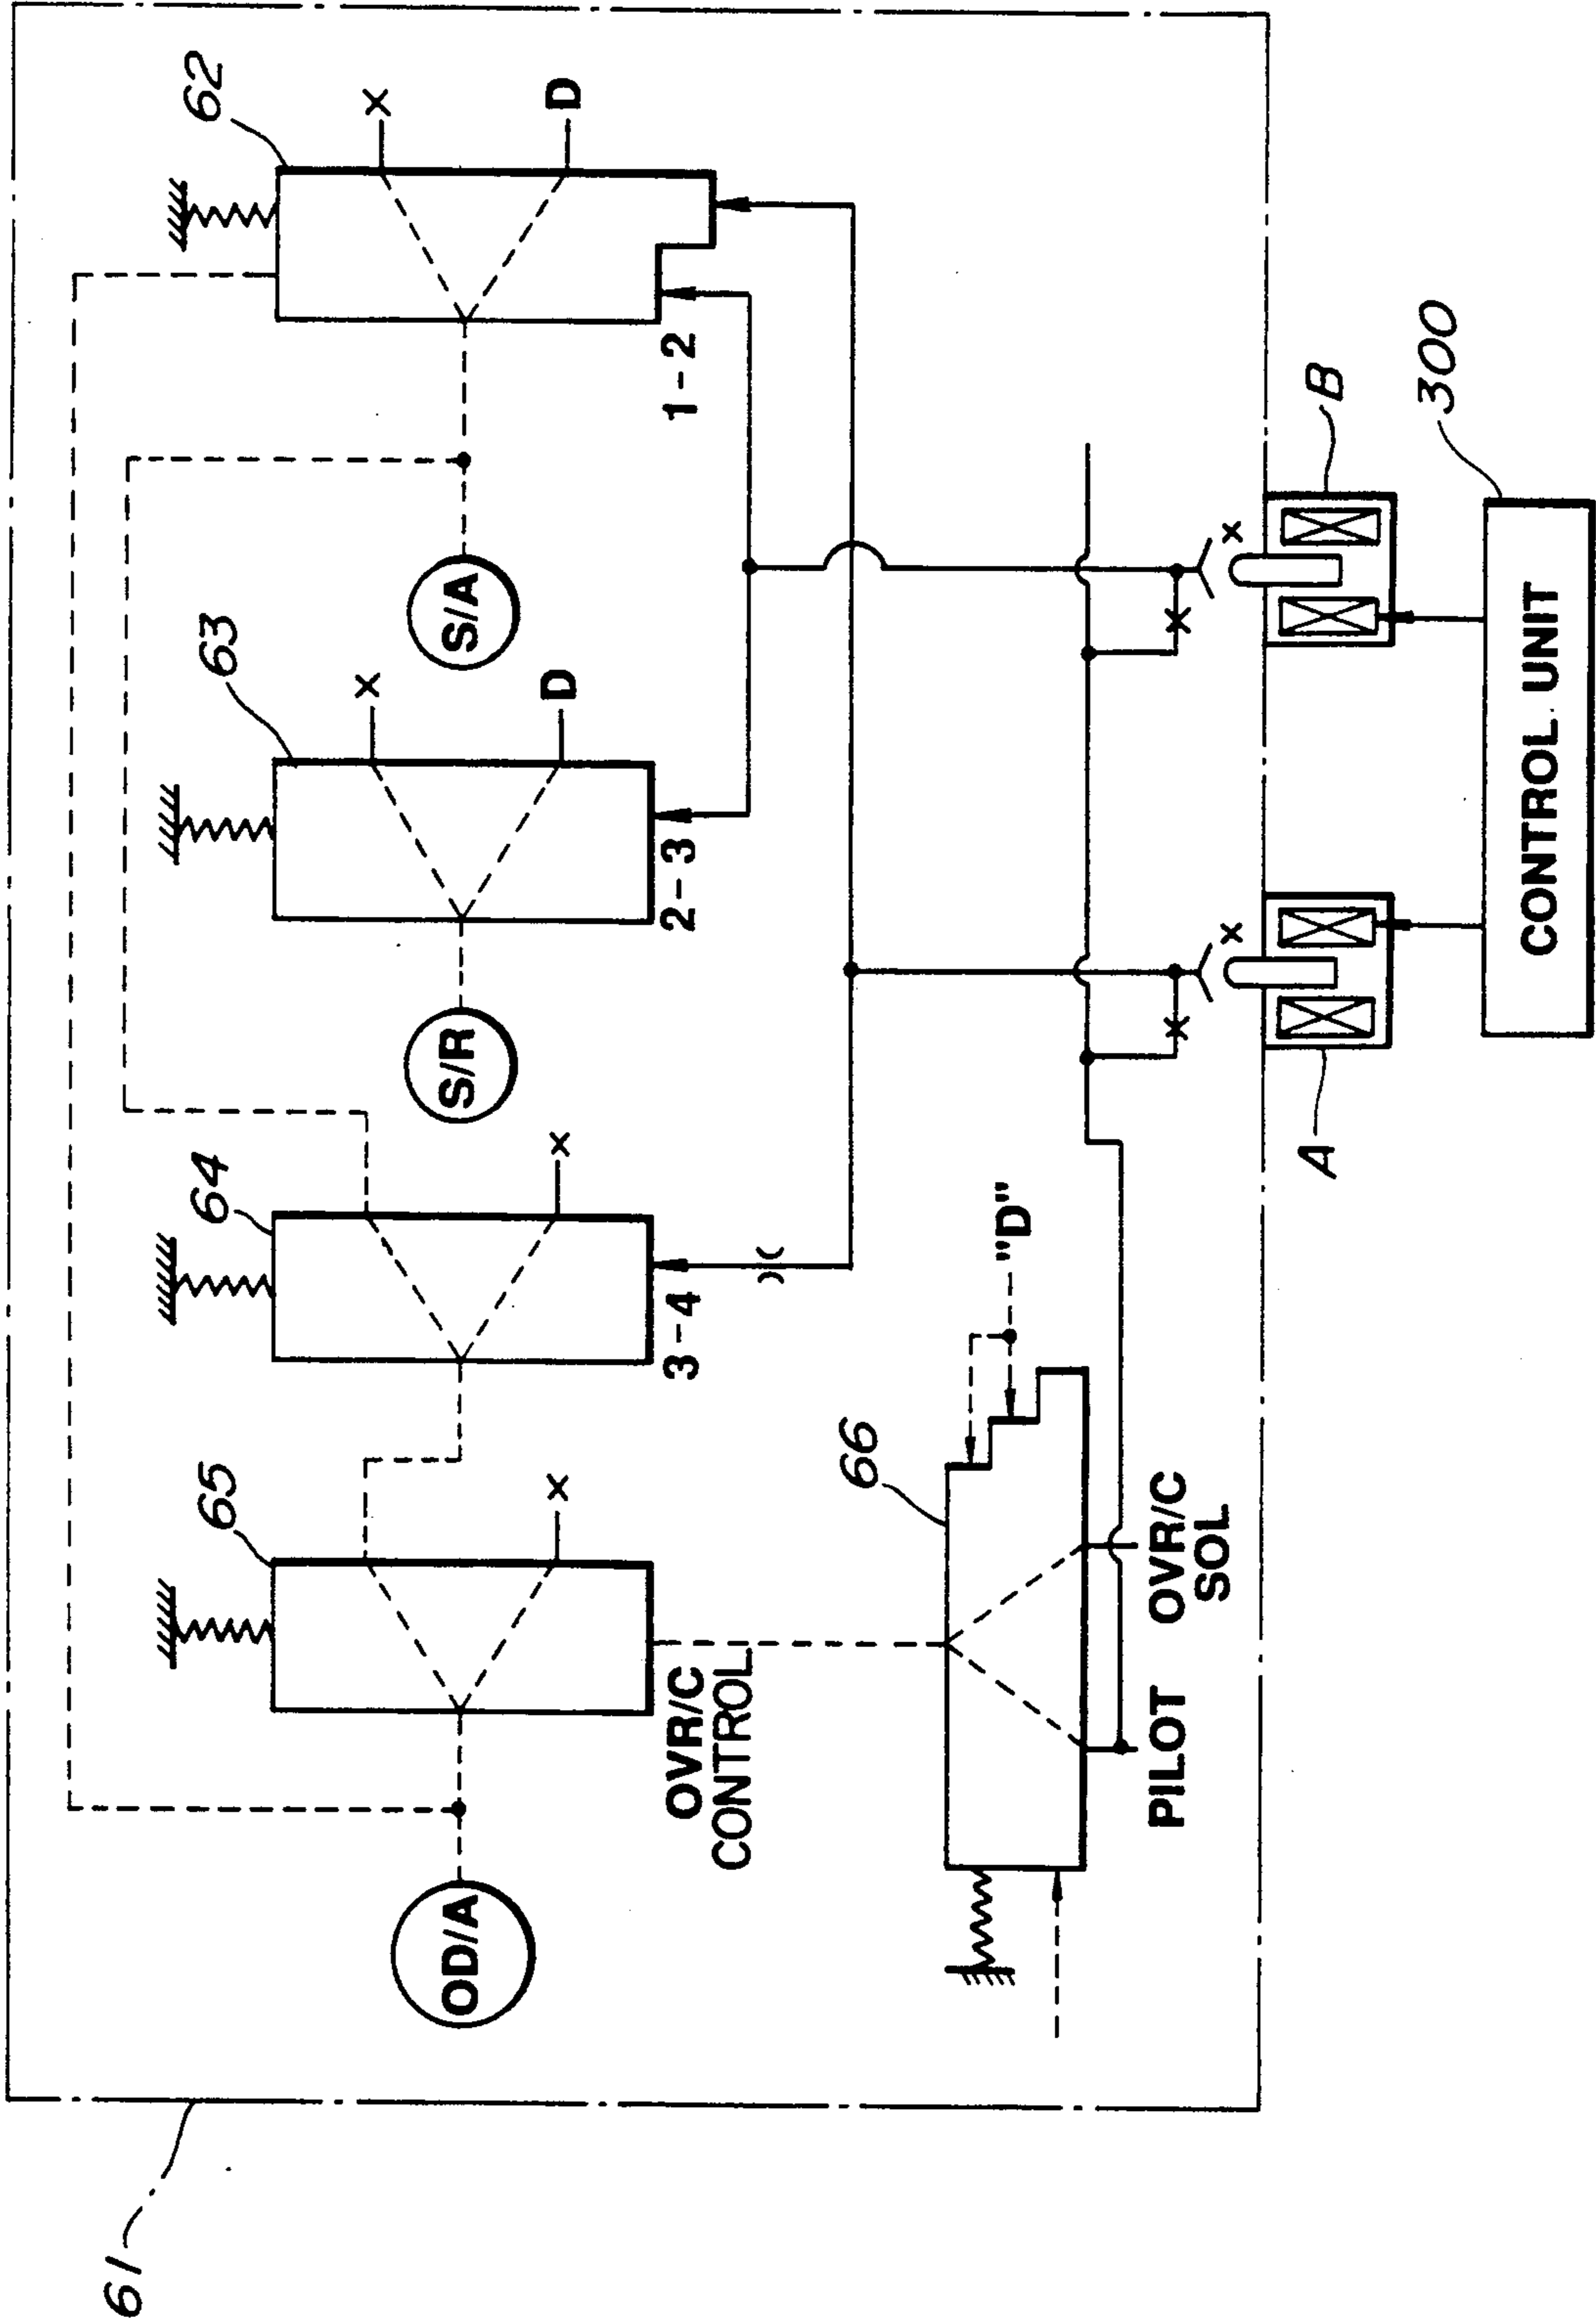 61
65
64
63
62
x
x
x
x
D
D
OD/A
S/R
S/A
OVR/C
CONTROL
3-4
2-3
1-2
66
"D"
PILOT
OVR/C
SOL
x
x
x
x
A
B
300
CONTROL UNIT